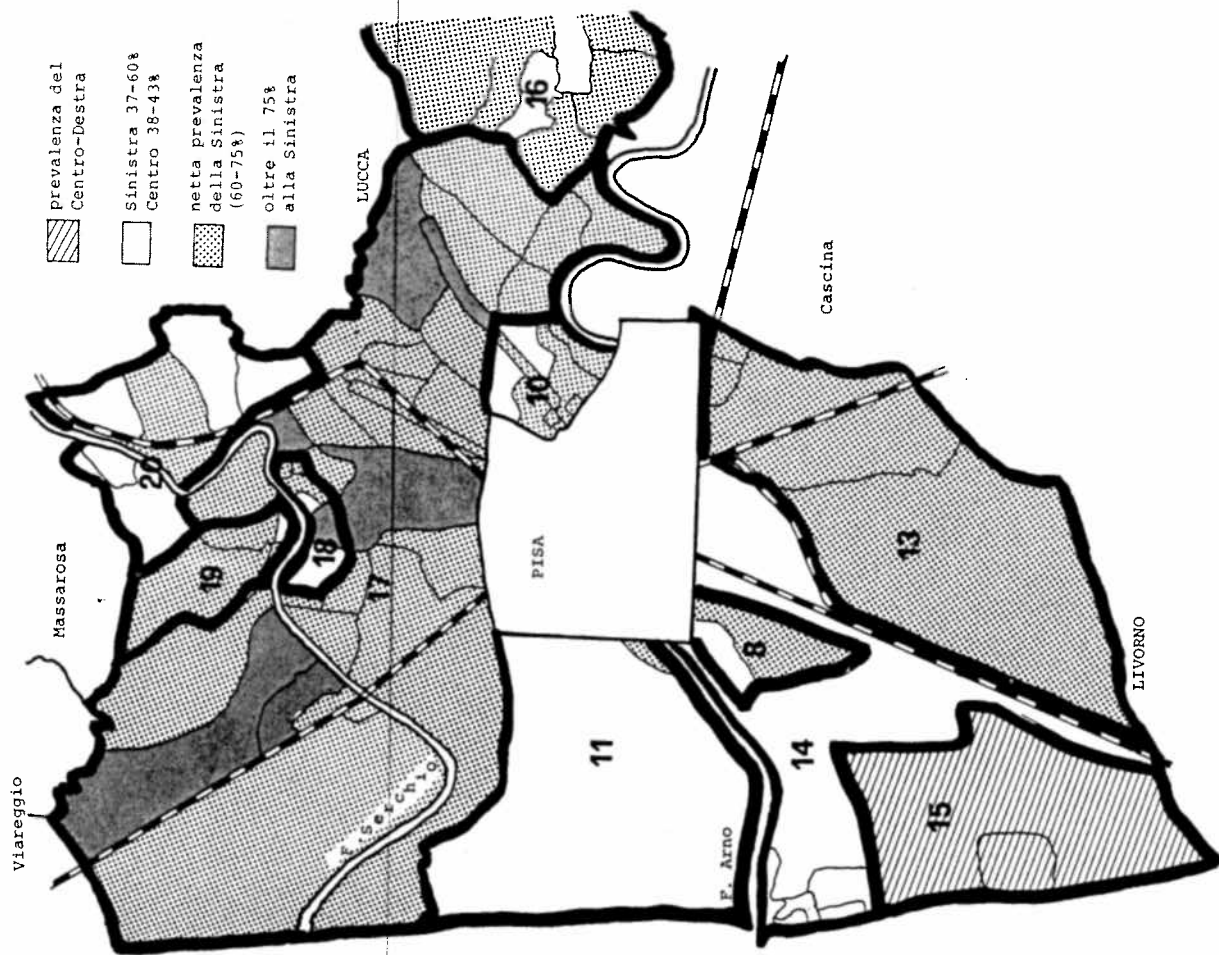 prevalenza del
Centro-Destra
Sinistra 37-60%
Centro 38-43%
netta prevalenza
della Sinistra
(60-75%)
oltre il 75%
alla Sinistra
Viareggio
Massarosa
LUCCA
20
19
18
17
16
F. Serchio
10
PISA
11
8
Cascina
13
14
15
F. Arno
LIVORNO